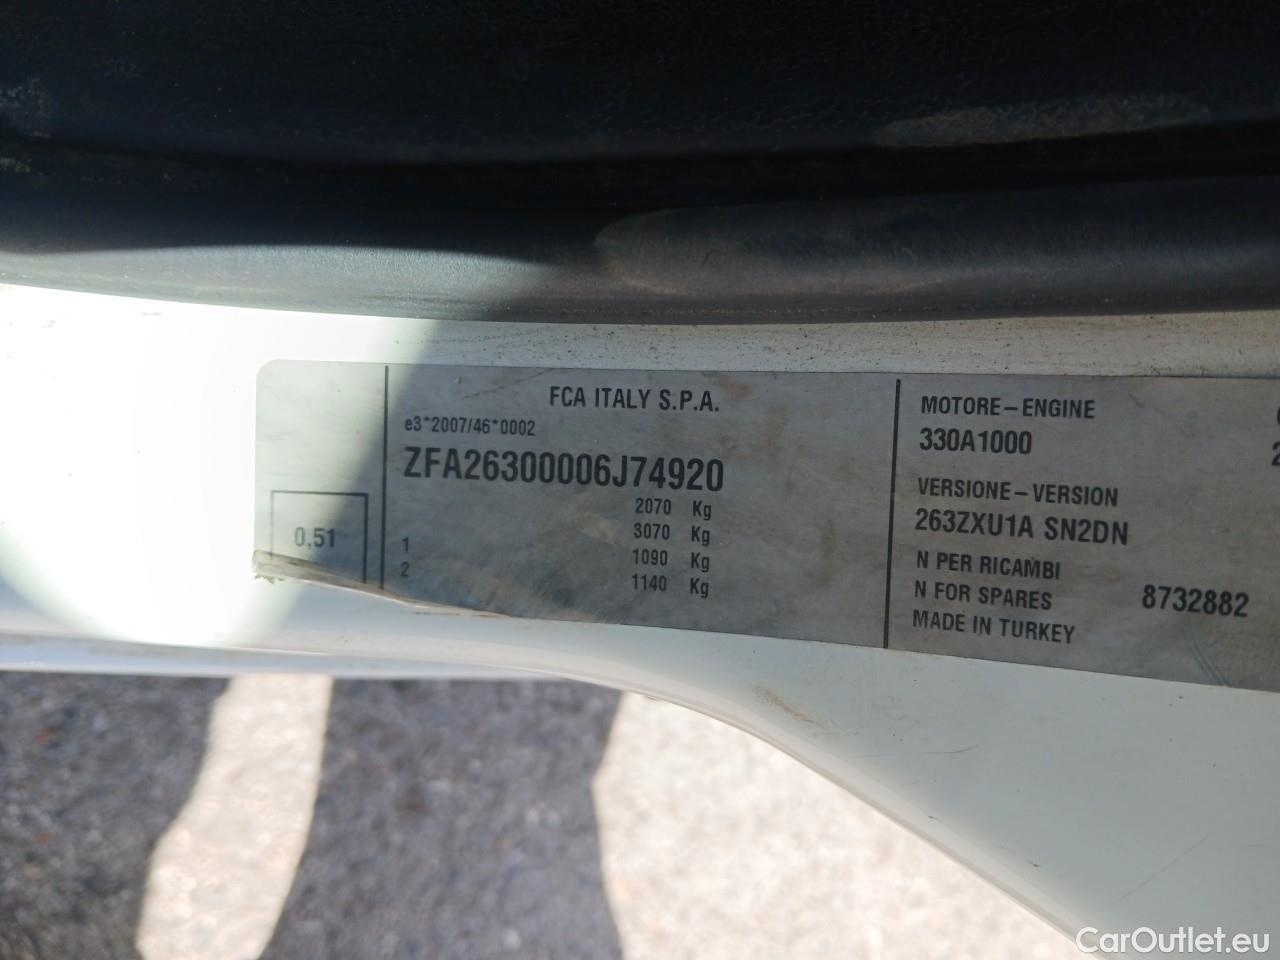 FCA ITALY S.P.A.
e3*2007/46*0002
ZFA26300006J74920
2070 Kg
3070 Kg
1 1090 Kg
2 1140 Kg
0,51
MOTORE-ENGINE
330A1000
VERSIONE-VERSION
263ZXU1A SN2DN
N PER RICAMBI
N FOR SPARES 8732882
MADE IN TURKEY
CarOutlet.eu